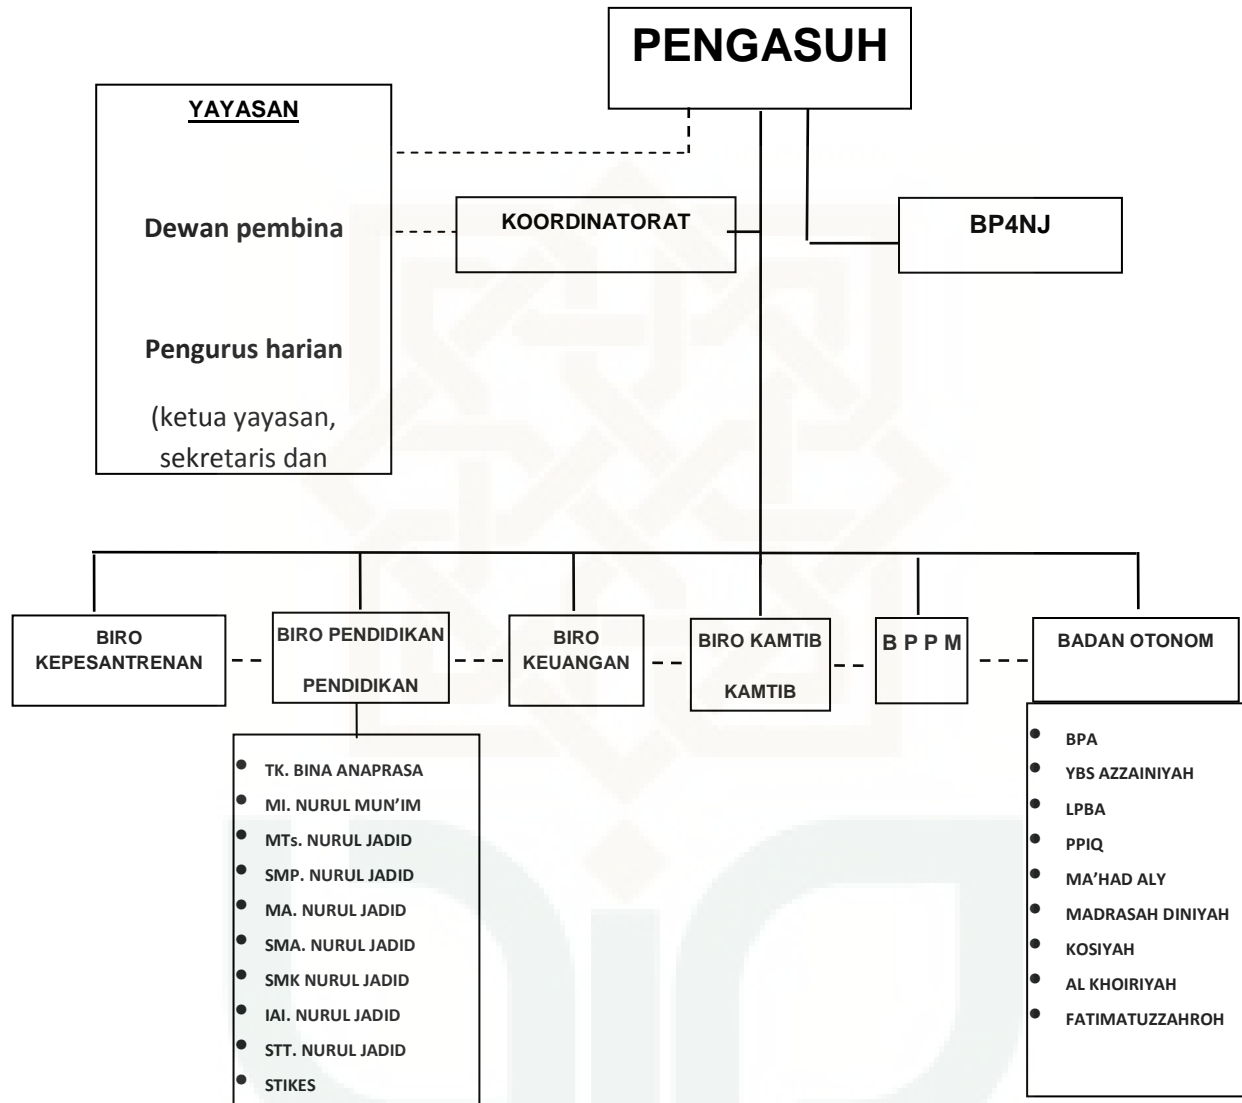 PENGASUH
YAYASAN
Dewan pembina
Pengurus harian
(ketua yayasan,
sekretaris dan
KOORDINATORAT
BP4NJ
BIRO
KEPESANTRENAN
BIRO PENDIDIKAN
PENDIDIKAN
BIRO
KEUANGAN
BIRO KAMTIB
KAMTIB
B P P M
BADAN OTONOM
• TK. BINA ANAPRASA
• MI. NURUL MUN’IM
• MTs. NURUL JADID
• SMP. NURUL JADID
• MA. NURUL JADID
• SMA. NURUL JADID
• SMK NURUL JADID
• IAI. NURUL JADID
• STT. NURUL JADID
• STIKES
• BPA
• YBS AZZAINIYAH
• LPBA
• PPIQ
• MA’HAD ALY
• MADRASAH DINIYAH
• KOSIYAH
• AL KHOIRIYAH
• FATIMATUZZAHROH